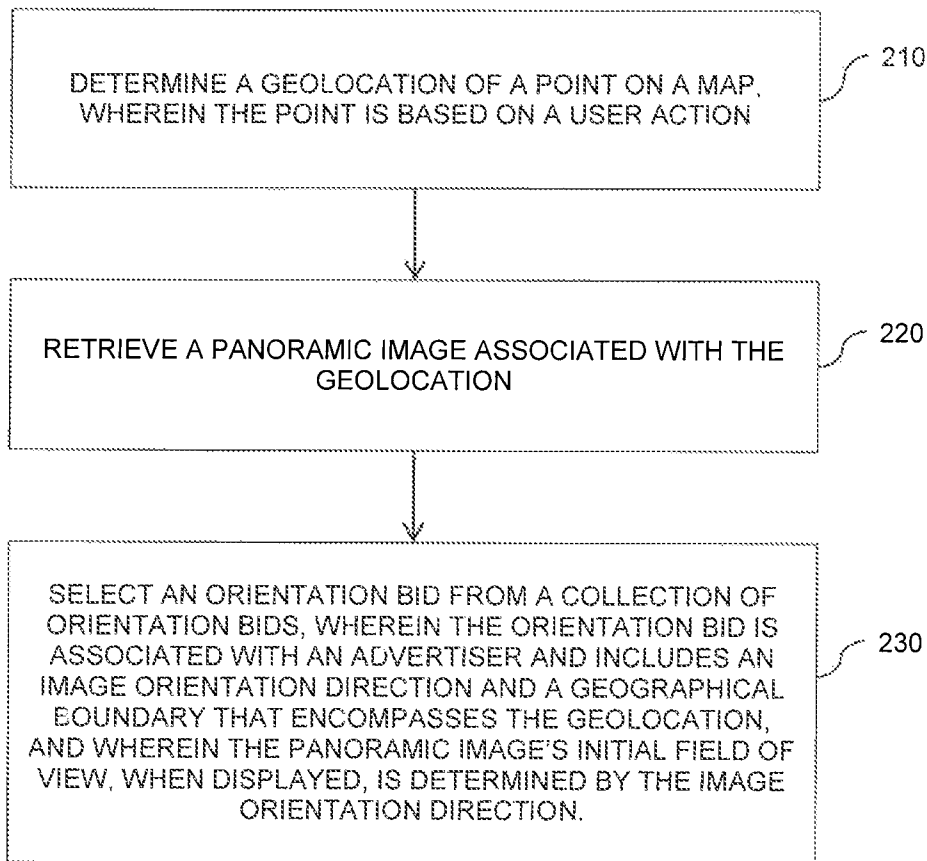 DETERMINE A GEOLOCATION OF A POINT ON A MAP,
WHEREIN THE POINT IS BASED ON A USER ACTION
210
RETRIEVE A PANORAMIC IMAGE ASSOCIATED WITH THE
GEOLOCATION
220
SELECT AN ORIENTATION BID FROM A COLLECTION OF
ORIENTATION BIDS, WHEREIN THE ORIENTATION BID IS
ASSOCIATED WITH AN ADVERTISER AND INCLUDES AN
IMAGE ORIENTATION DIRECTION AND A GEOGRAPHICAL
BOUNDARY THAT ENCOMPASSES THE GEOLOCATION,
AND WHEREIN THE PANORAMIC IMAGE'S INITIAL FIELD OF
VIEW, WHEN DISPLAYED, IS DETERMINED BY THE IMAGE
ORIENTATION DIRECTION.
230